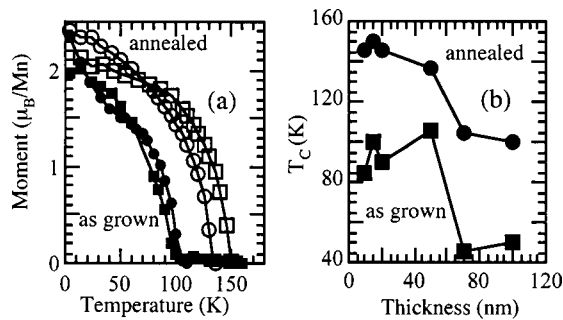 annealed
(a)
as grown
Moment (μB/Mn)
2
1
0
0 50 100 150
Temperature (K)
annealed
(b)
as grown
TC(K)
160
120
80
40
0 40 80 120
Thickness (nm)